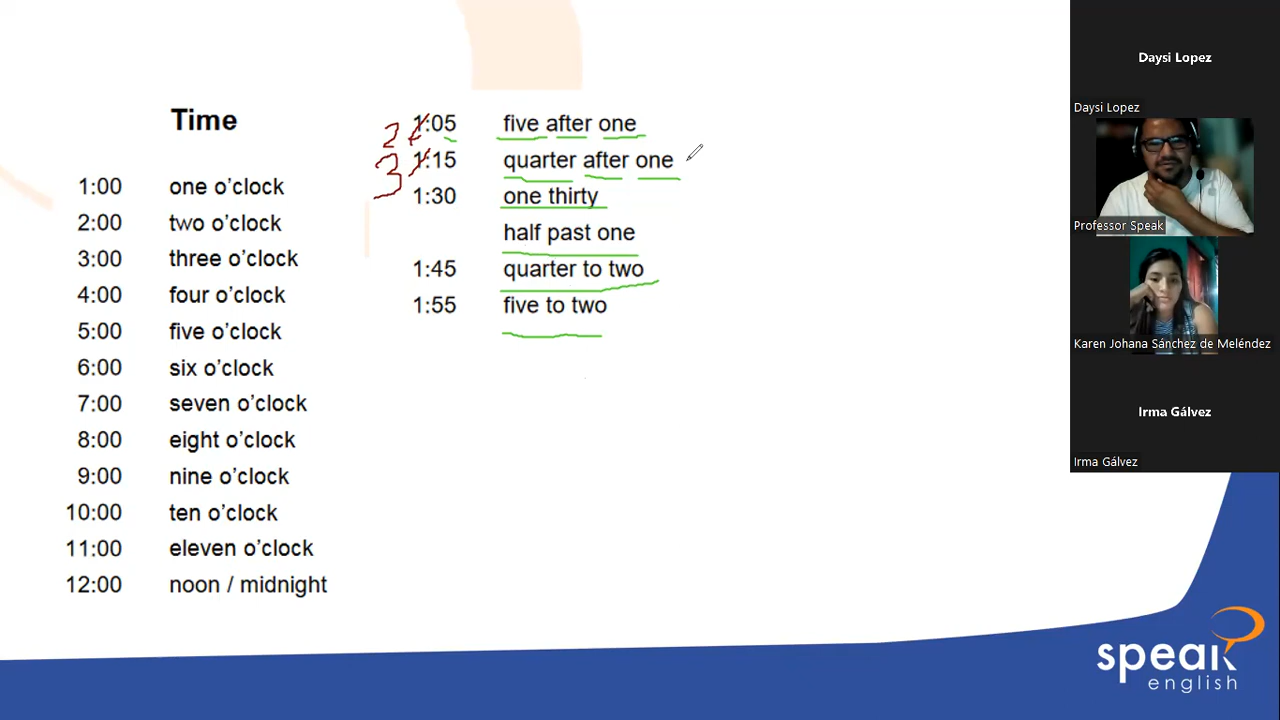 Time
1:00 one o'clock
2:00 two o'clock
3:00 three o'clock
4:00 four o'clock
5:00 five o'clock
6:00 six o'clock
7:00 seven o'clock
8:00 eight o'clock
9:00 nine o'clock
10:00 ten o'clock
11:00 eleven o'clock
12:00 noon / midnight
2 1:05 five after one
3 1:15 quarter after one
1:30 one thirty
half past one
1:45 quarter to two
1:55 five to two
Daysi Lopez
Daysi Lopez
Professor Speak
Karen Johana Sánchez de Meléndez
Irma Gálvez
Irma Gálvez
speak
english